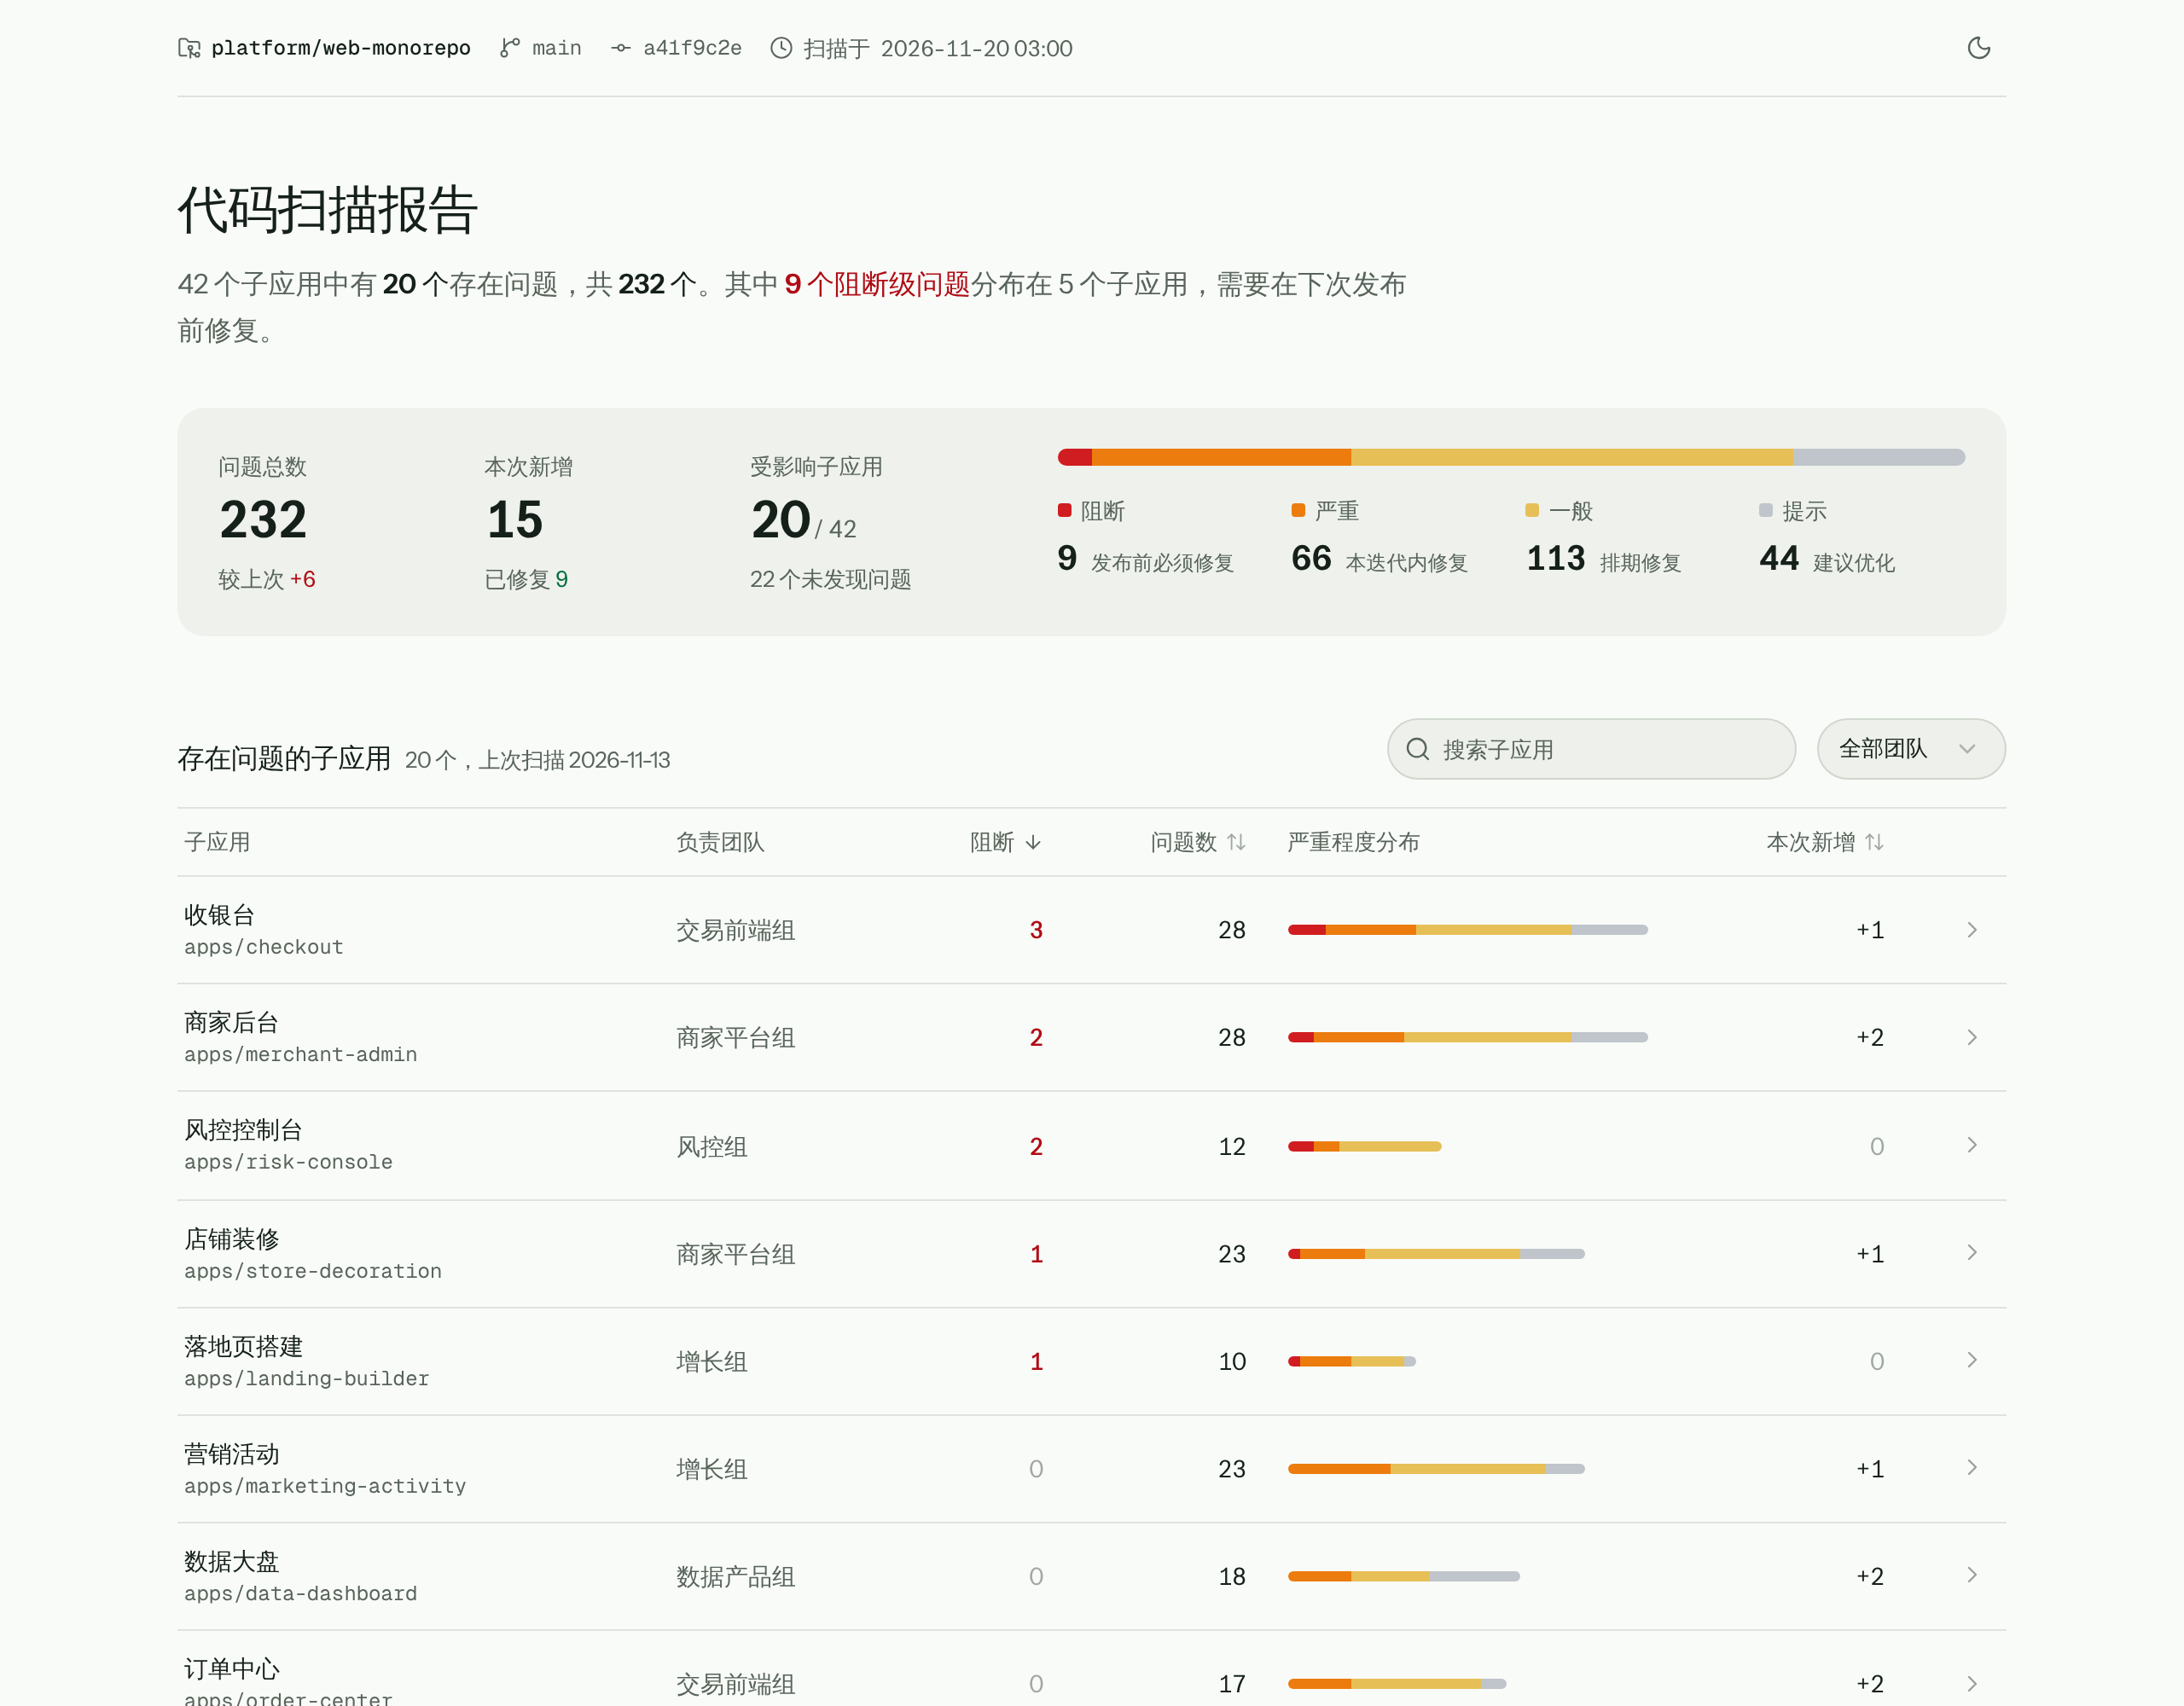 platform/web-monorepo main a41f9c2e 扫描于 2026-11-20 03:00
代码扫描报告
42 个子应用中有 20 个存在问题，共 232 个。其中 9 个阻断级问题分布在 5 个子应用，需要在下次发布
前修复。
问题总数 本次新增 受影响子应用
232 15 20 / 42
较上次 +6 已修复 9 22 个未发现问题
阻断 严重 一般 提示
9 发布前必须修复 66 本迭代内修复 113 排期修复 44 建议优化
存在问题的子应用 20 个，上次扫描 2026-11-13 搜索子应用 全部团队
子应用 负责团队 阻断 问题数 严重程度分布 本次新增
收银台
apps/checkout 交易前端组 3 28 +1
商家后台
apps/merchant-admin 商家平台组 2 28 +2
风控控制台
apps/risk-console 风控组 2 12 0
店铺装修
apps/store-decoration 商家平台组 1 23 +1
落地页搭建
apps/landing-builder 增长组 1 10 0
营销活动
apps/marketing-activity 增长组 0 23 +1
数据大盘
apps/data-dashboard 数据产品组 0 18 +2
订单中心
apps/order-center 交易前端组 0 17 +2